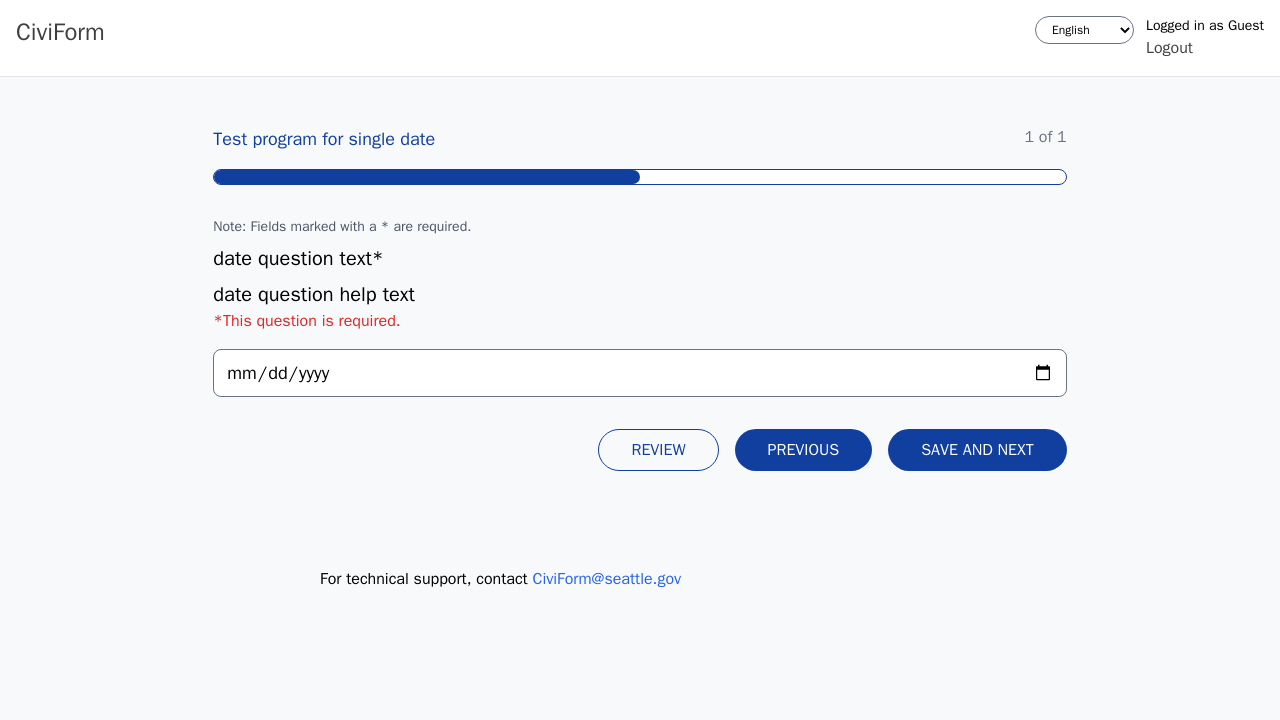 CiviForm
English
Logged in as Guest
Logout
Test program for single date
1 of 1
Note: Fields marked with a * are required.
date question text*
date question help text
*This question is required.
mm/dd/yyyy
REVIEW
PREVIOUS
SAVE AND NEXT
For technical support, contact CiviForm@seattle.gov